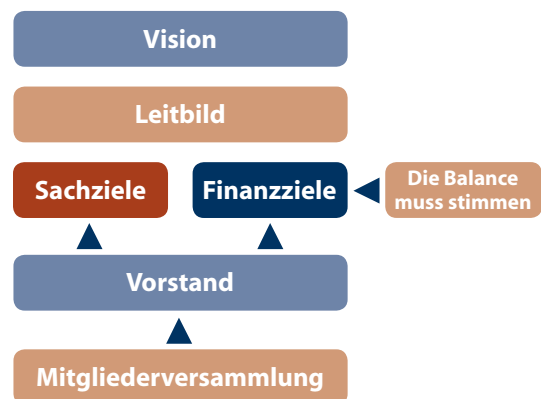 Vision
Leitbild
Sachziele
Finanzziele
Die Balance
muss stimmen
Vorstand
Mitgliederversammlung